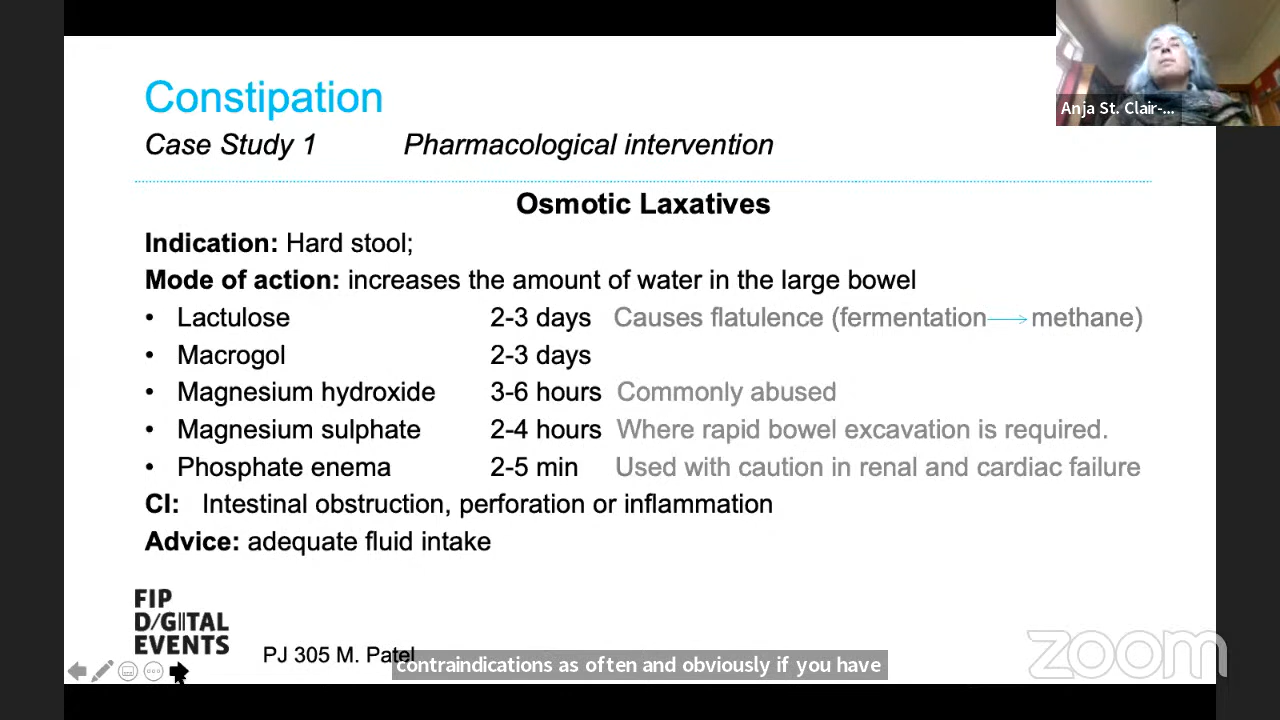 Constipation
Case Study 1 Pharmacological intervention
Osmotic Laxatives
Indication: Hard stool;
Mode of action: increases the amount of water in the large bowel
• Lactulose 2-3 days Causes flatulence (fermentation→methane)
• Macrogol 2-3 days
• Magnesium hydroxide 3-6 hours Commonly abused
• Magnesium sulphate 2-4 hours Where rapid bowel excavation is required.
• Phosphate enema 2-5 min Used with caution in renal and cardiac failure
CI: Intestinal obstruction, perforation or inflammation
Advice: adequate fluid intake
FIP
D/GITAL
EVENTS
PJ 305 M. Patel
contraindications as often and obviously if you have
Anja St. Clair-...
zoom